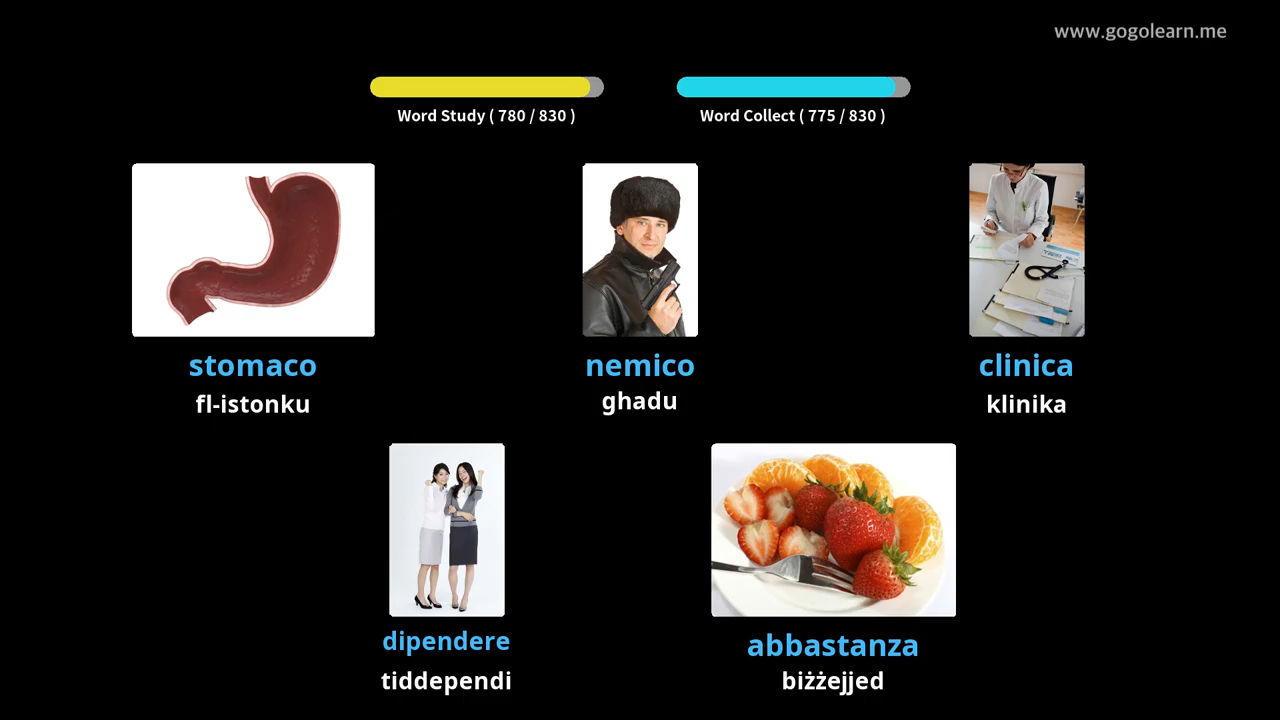 www.gogolearn.me
Word Study ( 780 / 830 )
Word Collect ( 775 / 830 )
stomaco
nemico
clinica
fl-istonku
ghadu
klinika
dipendere
abbastanza
tiddependi
biżżejjed